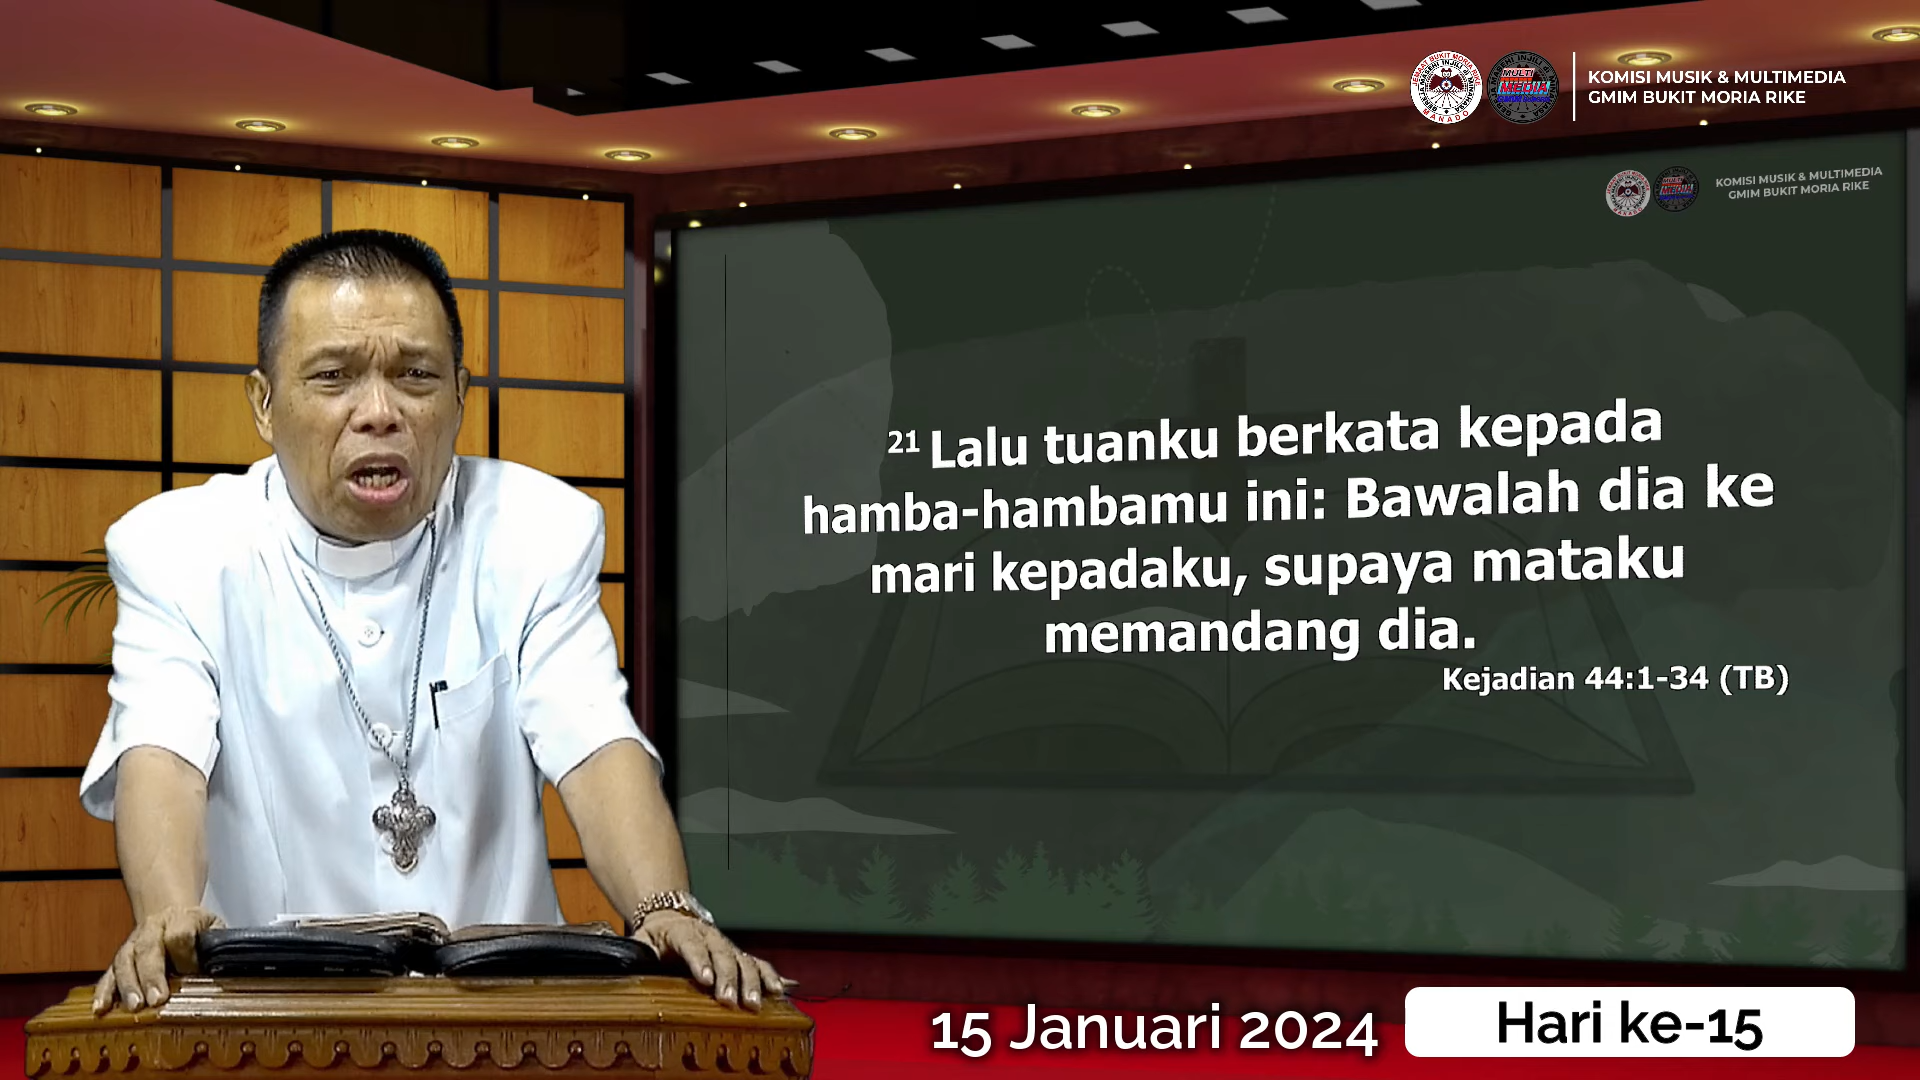 KOMISI MUSIK & MULTIMEDIA
GMIM BUKIT MORIA RIKE
KOMISI MUSIK & MULTIMEDIA
GMIM BUKIT MORIA RIKE
MULTI
MEDIA
21 Lalu tuanku berkata kepada
hamba-hambamu ini: Bawalah dia ke
mari kepadaku, supaya mataku
memandang dia.
Kejadian 44:1-34 (TB)
15 Januari 2024
Hari ke-15